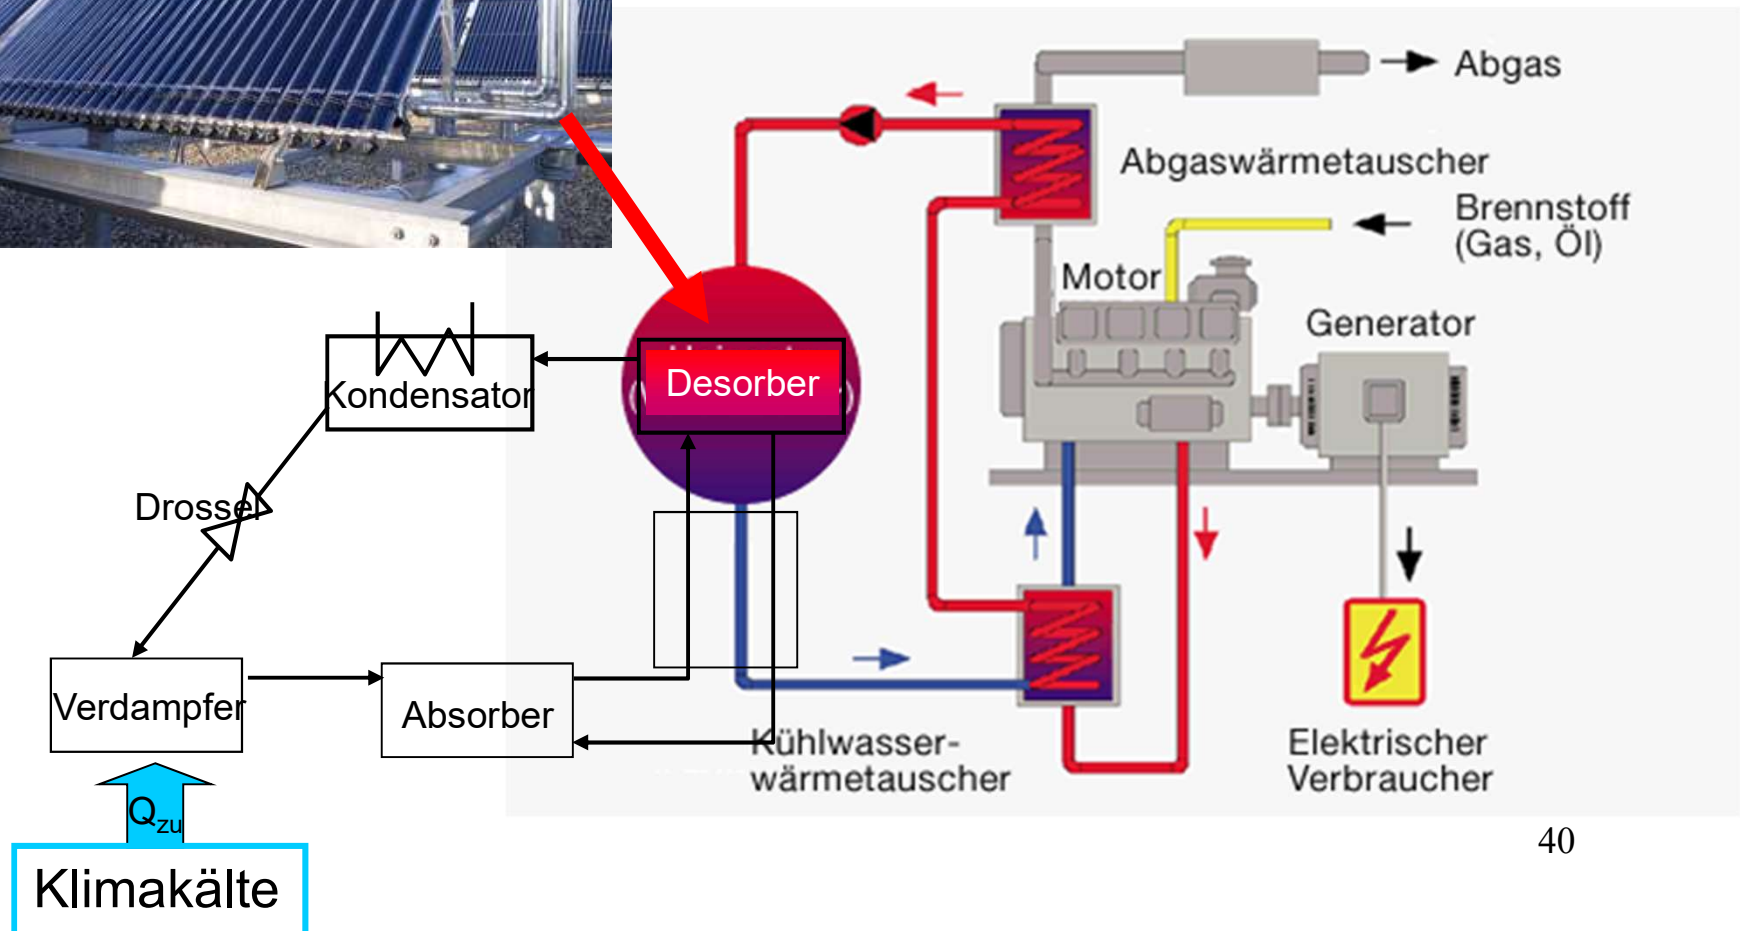 Abgas
Abgaswärmetauscher
Brennstoff
(Gas, Öl)
Motor
Generator
Desorber
Kondensator
Drossel
Verdampfer
Absorber
Kühlwasser-
wärmetauscher
Elektrischer
Verbraucher
Qzu
Klimakälte
40